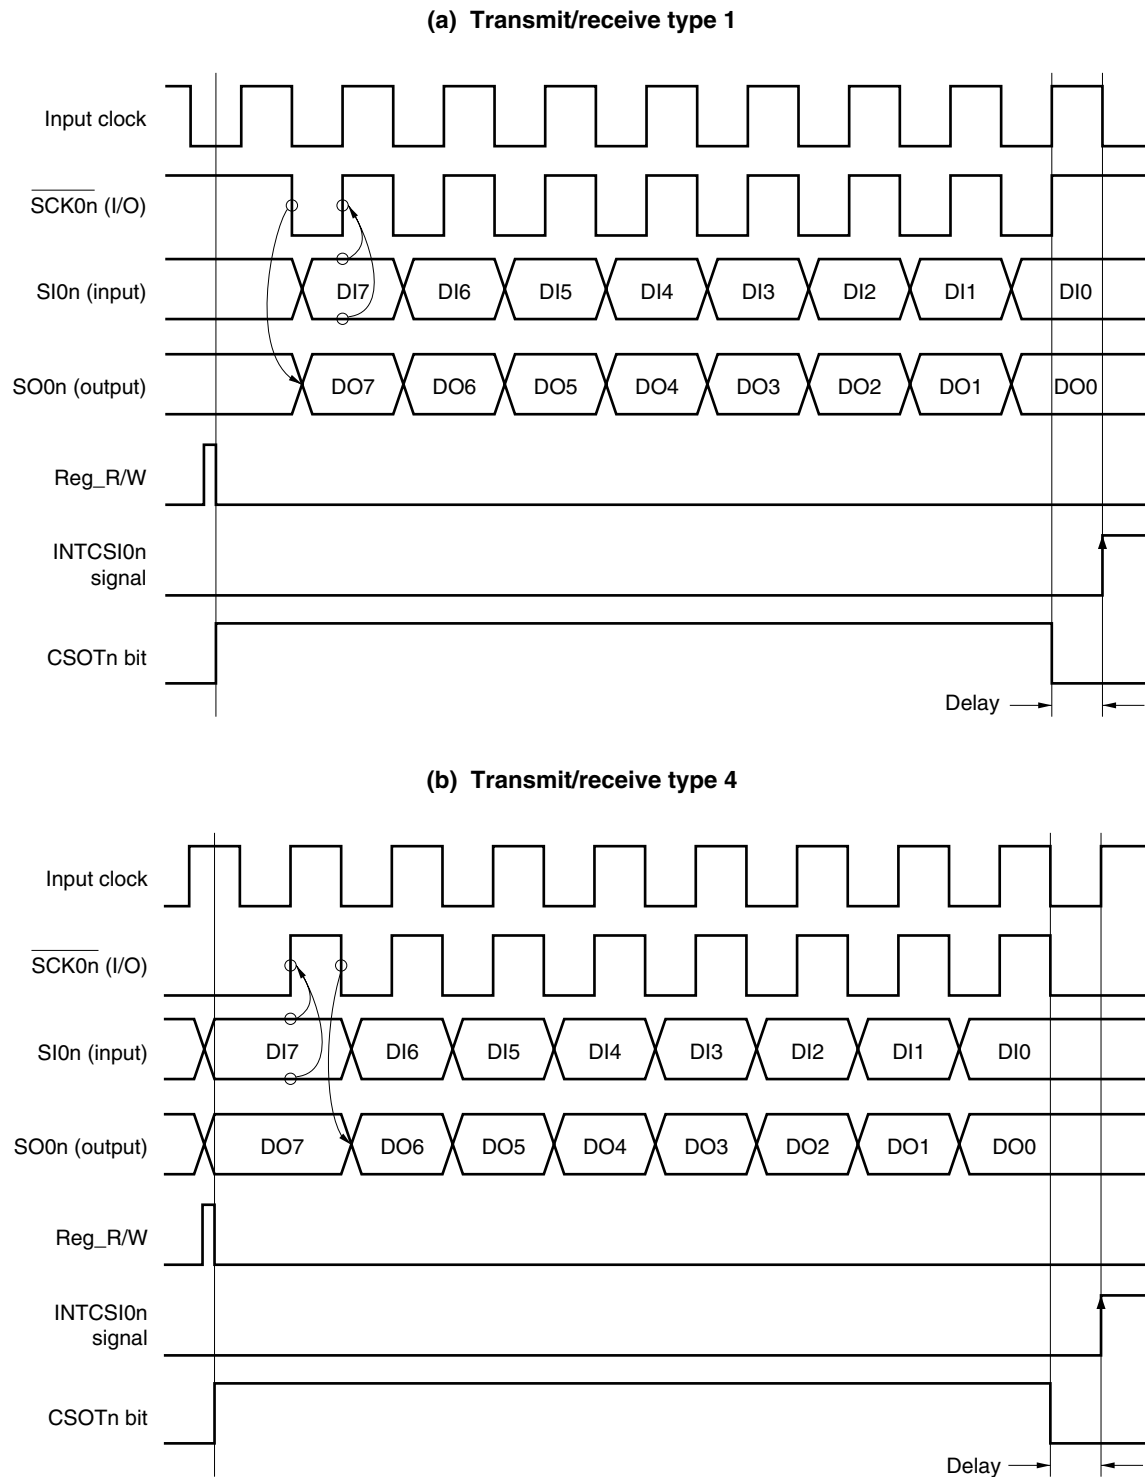 (a) Transmit/receive type 1
Input clock
SCK0n (I/O)
SI0n (input)
DI7 DI6 DI5 DI4 DI3 DI2 DI1 DI0
SO0n (output)
DO7 DO6 DO5 DO4 DO3 DO2 DO1 DO0
Reg_R/W
INTCSI0n
signal
CSOTn bit
Delay
(b) Transmit/receive type 4
Input clock
SCK0n (I/O)
SI0n (input)
DI7 DI6 DI5 DI4 DI3 DI2 DI1 DI0
SO0n (output)
DO7 DO6 DO5 DO4 DO3 DO2 DO1 DO0
Reg_R/W
INTCSI0n
signal
CSOTn bit
Delay